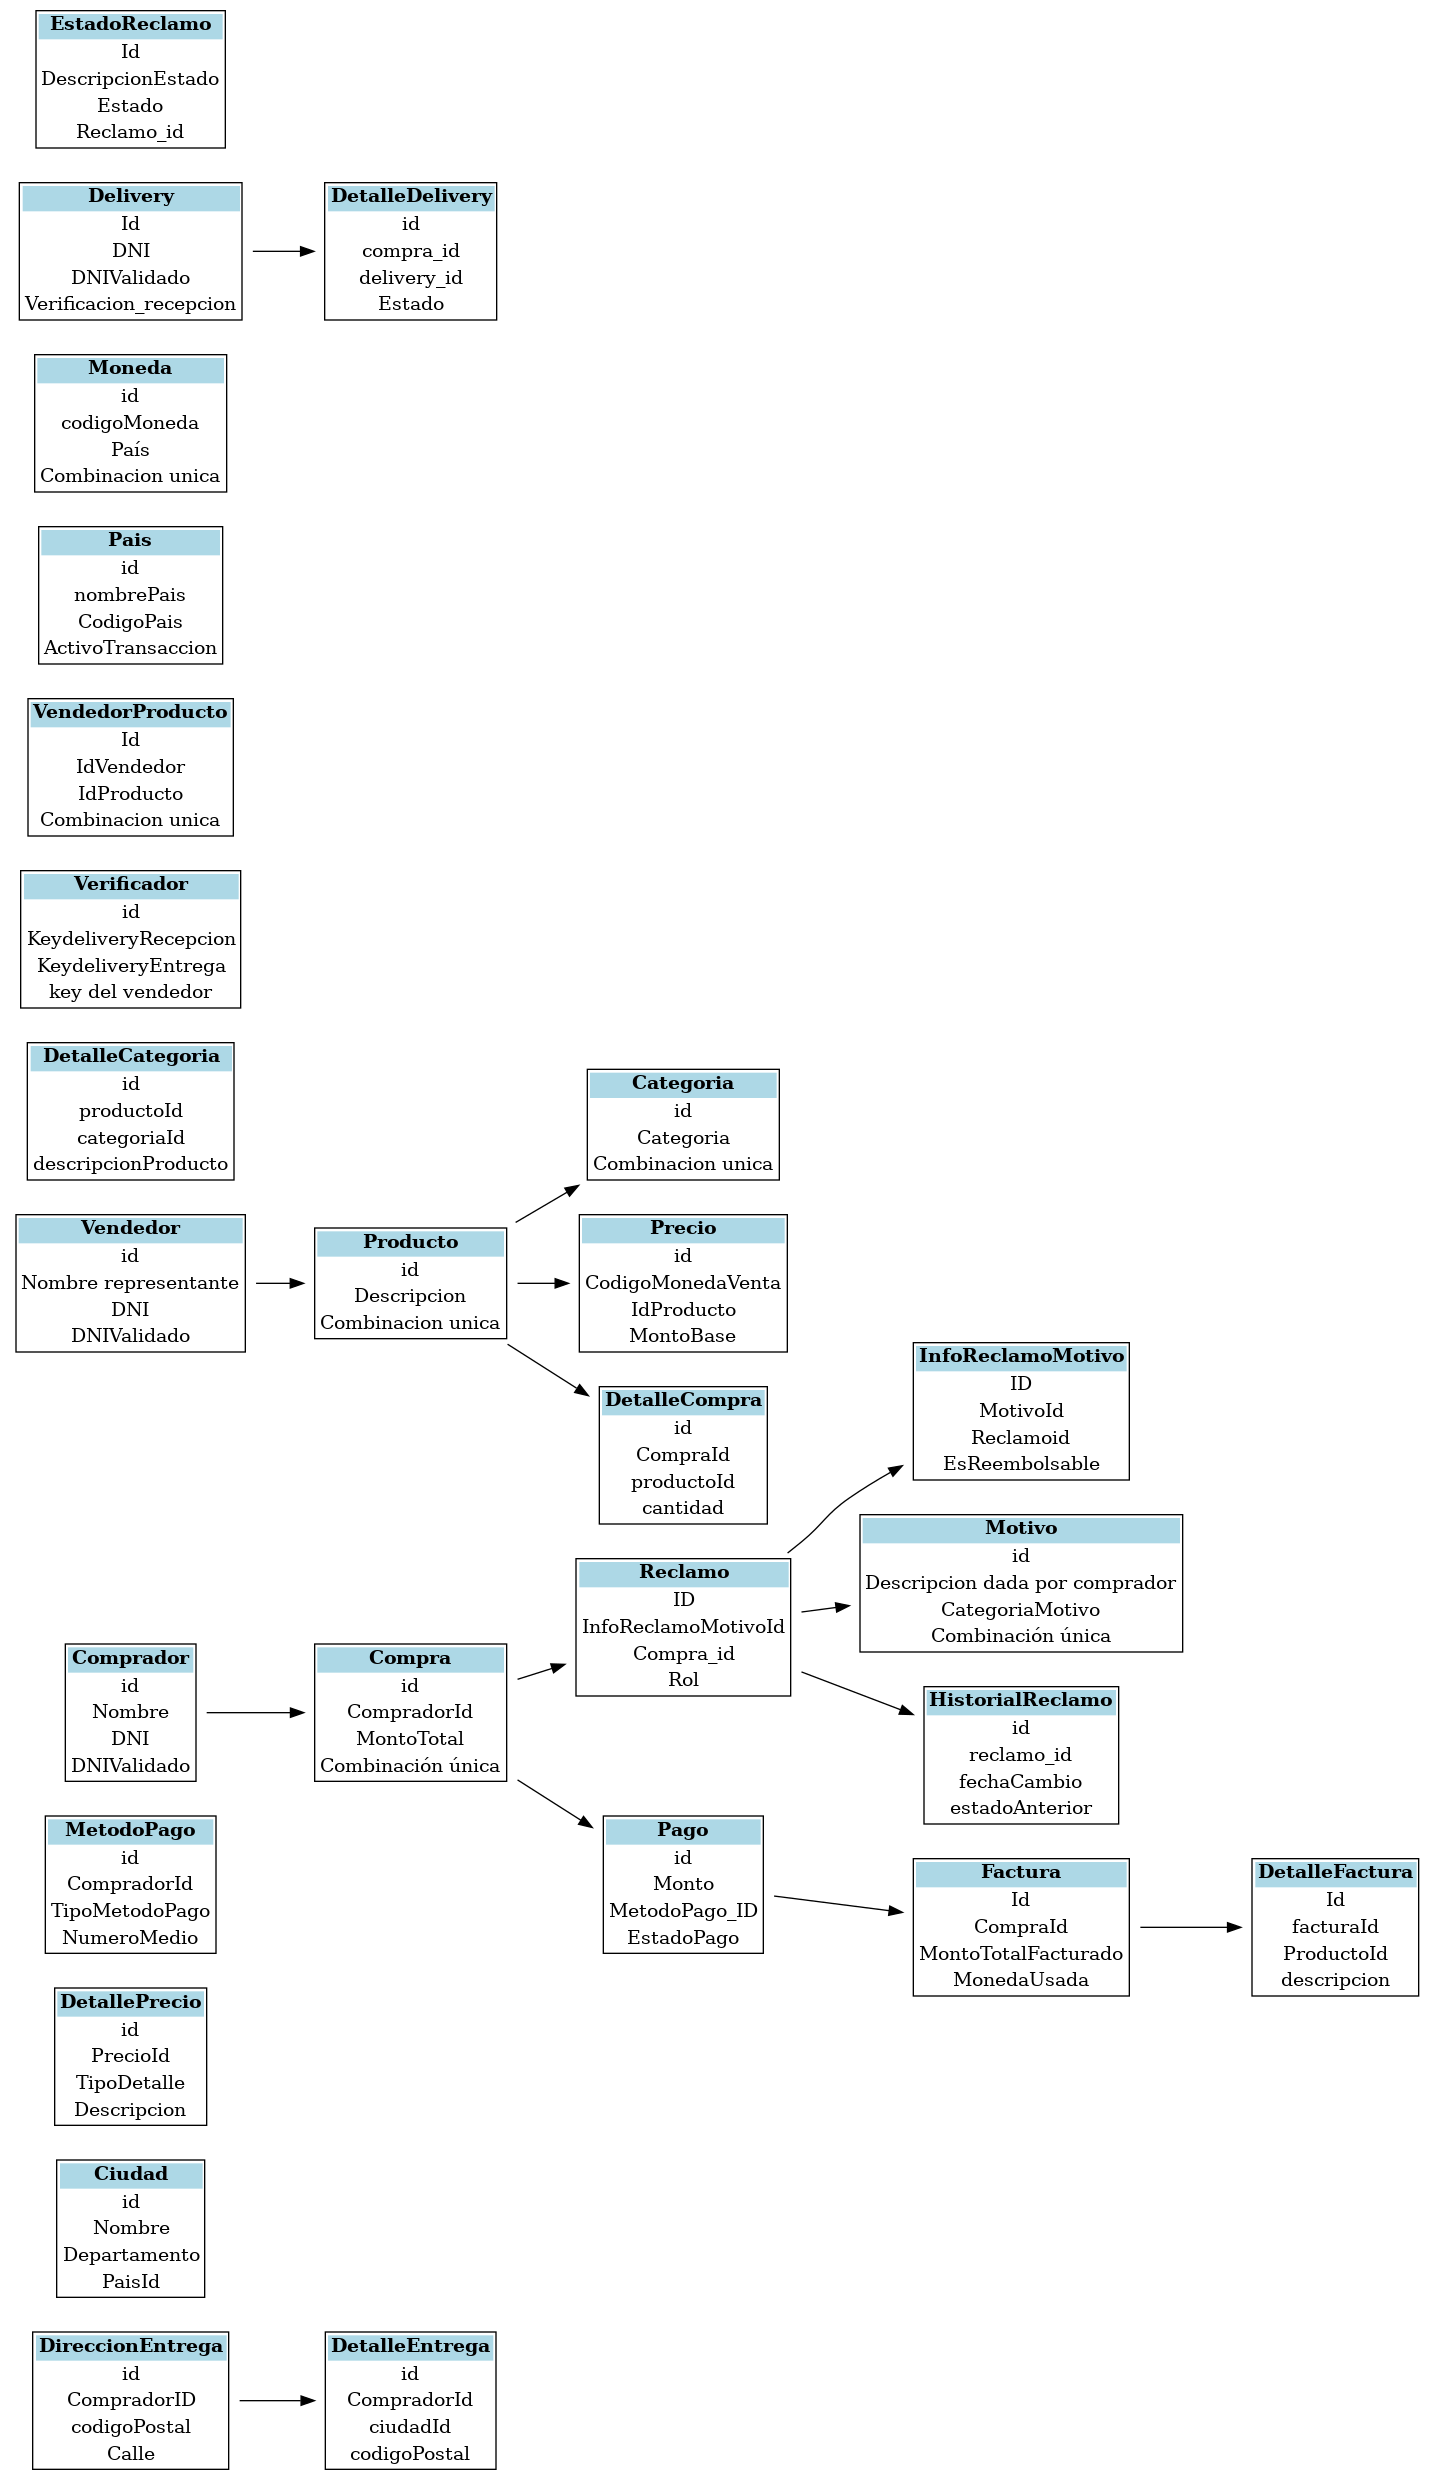 EstadoReclamo
Id
DescripcionEstado
Estado
Reclamo_id
Delivery
Id
DNI
DNIValidado
Verificacion_recepcion
DetalleDelivery
id
compra_id
delivery_id
Estado
Moneda
id
codigoMoneda
País
Combinacion unica
Pais
id
nombrePais
CodigoPais
ActivoTransaccion
VendedorProducto
Id
IdVendedor
IdProducto
Combinacion unica
Verificador
id
KeydeliveryRecepcion
KeydeliveryEntrega
key del vendedor
DetalleCategoria
id
productoId
categoriaId
descripcionProducto
Vendedor
id
Nombre representante
DNI
DNIValidado
Producto
id
Descripcion
Combinacion unica
Categoria
id
Categoria
Combinacion unica
Precio
id
CodigoMonedaVenta
IdProducto
MontoBase
DetalleCompra
id
CompraId
productoId
cantidad
Comprador
id
Nombre
DNI
DNIValidado
Compra
id
CompradorId
MontoTotal
Combinación única
Reclamo
ID
InfoReclamoMotivoId
Compra_id
Rol
InfoReclamoMotivo
ID
MotivoId
Reclamoid
EsReembolsable
Motivo
id
Descripcion dada por comprador
CategoriaMotivo
Combinación única
HistorialReclamo
id
reclamo_id
fechaCambio
estadoAnterior
MetodoPago
id
CompradorId
TipoMetodoPago
NumeroMedio
Pago
id
Monto
MetodoPago_ID
EstadoPago
Factura
Id
CompraId
MontoTotalFacturado
MonedaUsada
DetalleFactura
Id
facturaId
ProductoId
descripcion
DetallePrecio
id
PrecioId
TipoDetalle
Descripcion
Ciudad
id
Nombre
Departamento
PaisId
DireccionEntrega
id
CompradorID
codigoPostal
Calle
DetalleEntrega
id
CompradorId
ciudadId
codigoPostal